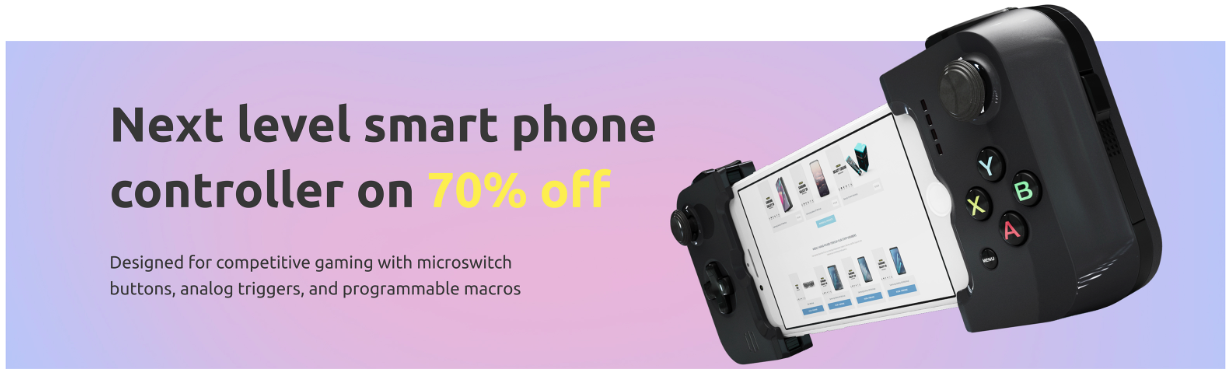 Next level smart phone
controller on 70% off
Designed for competitive gaming with microswitch
buttons, analog triggers, and programmable macros
Y
B
X
A
MENU